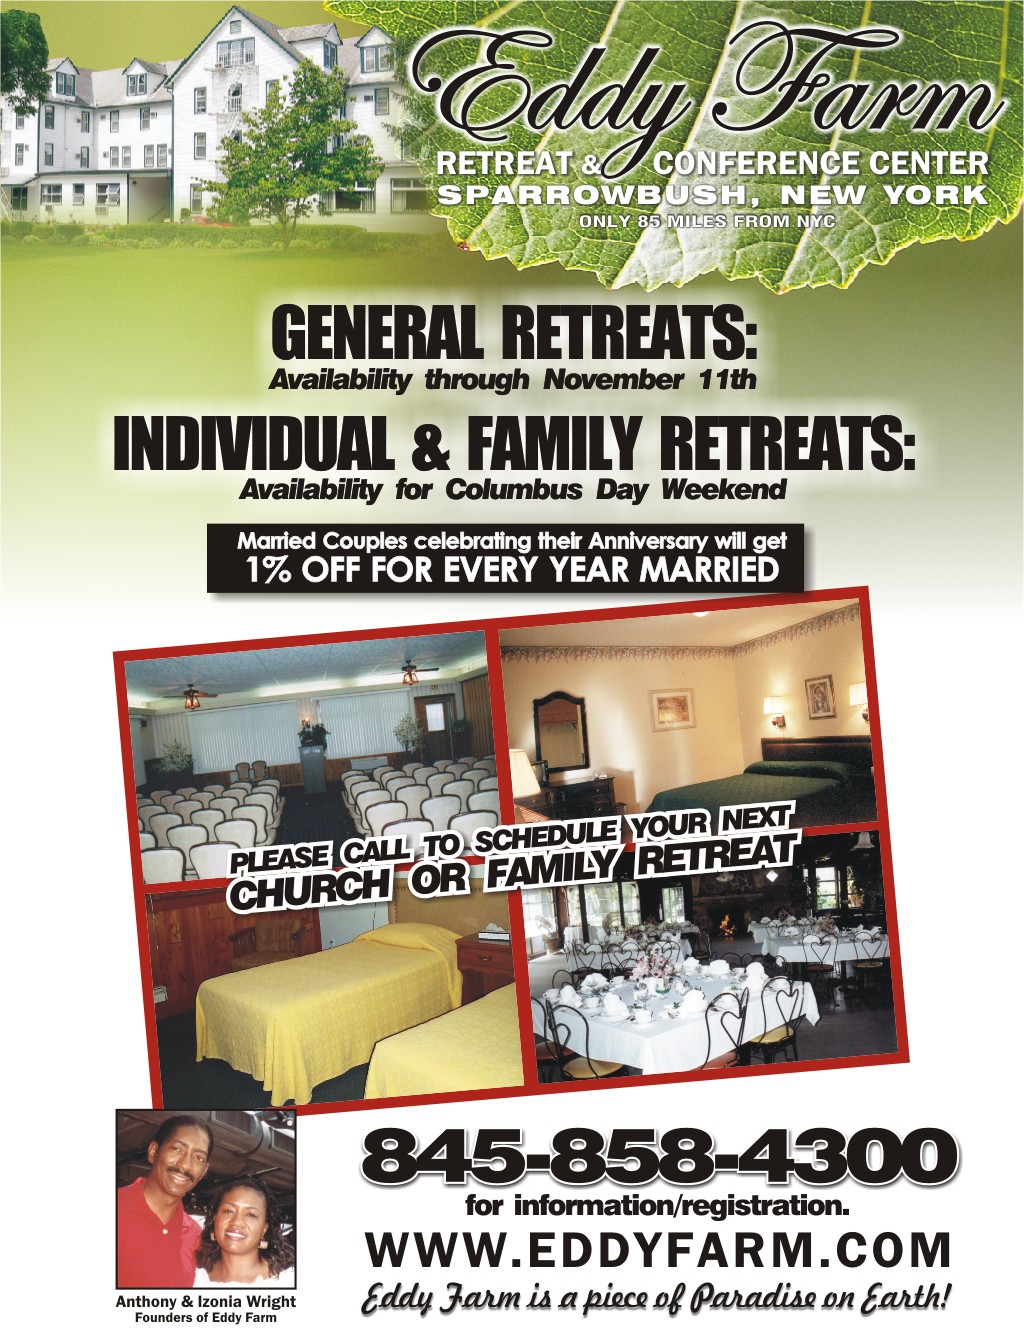 Eddy Farm
RETREAT & CONFERENCE CENTER
SPARROWBUSH, NEW YORK
ONLY 85 MILES FROM NYC
GENERAL RETREATS:
Availability through November 11th
INDIVIDUAL & FAMILY RETREATS:
Availability for Columbus Day Weekend
Married Couples celebrating their Anniversary will get
1% OFF FOR EVERY YEAR MARRIED
PLEASE CALL TO SCHEDULE YOUR NEXT
CHURCH OR FAMILY RETREAT
845-858-4300
for information/registration.
WWW.EDDYFARM.COM
Eddy Farm is a piece of Paradise on Earth!
Anthony & Izonia Wright
Founders of Eddy Farm